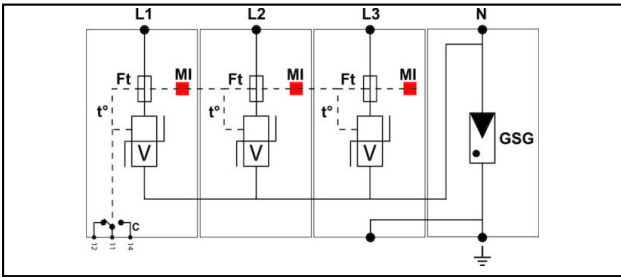 L1 L2 L3 N
Ft MI Ft MI Ft MI
t° t° t°
GSG
V V V
C
12 11 14